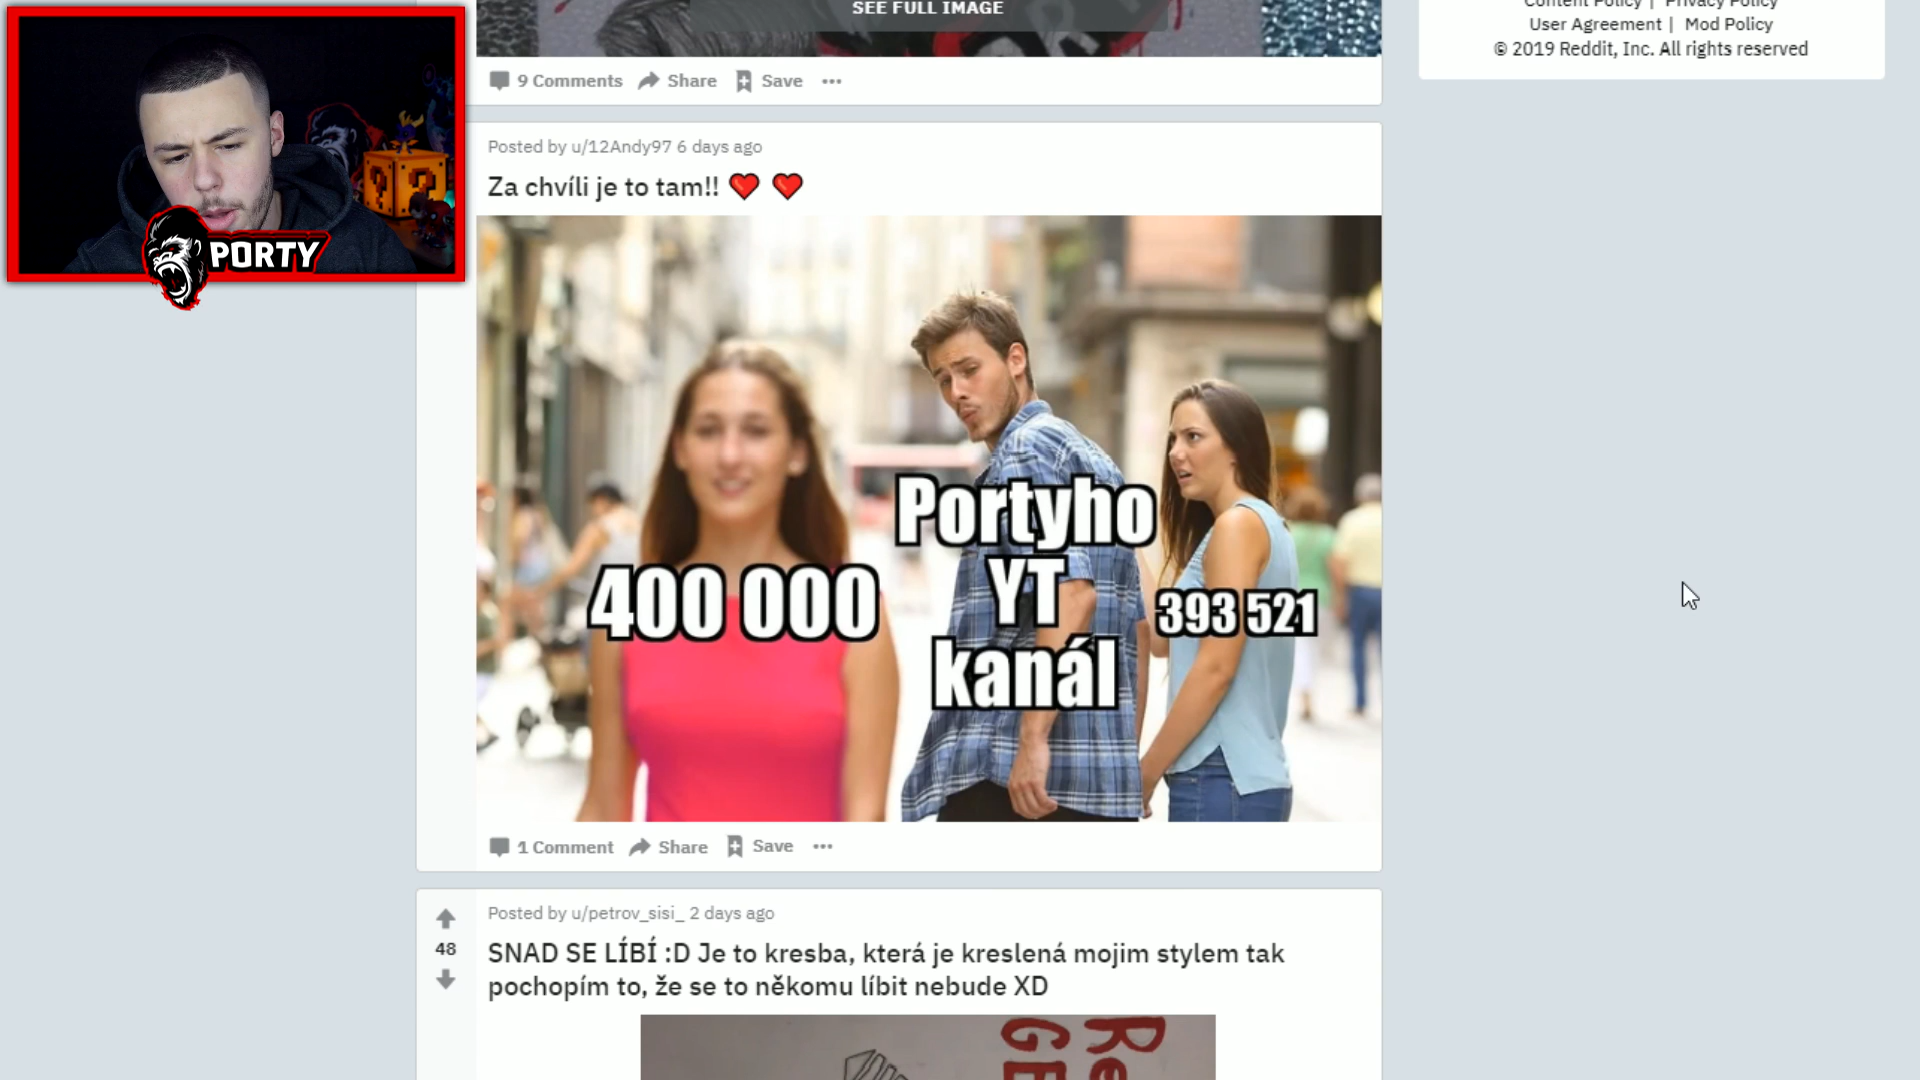 SEE FULL IMAGE
Content Policy | Privacy Policy
User Agreement | Mod Policy
© 2019 Reddit, Inc. All rights reserved
9 Comments Share Save
PORTY
Posted by u/12Andy97 6 days ago
Za chvíli je to tam!! ❤️ ❤️
400 000
Portyho
YT
kanál
393 521
1 Comment Share Save
Posted by u/petrov_sisi_ 2 days ago
48
SNAD SE LÍBÍ :D Je to kresba, která je kreslená mojim stylem tak
pochopím to, že se to někomu líbit nebude XD